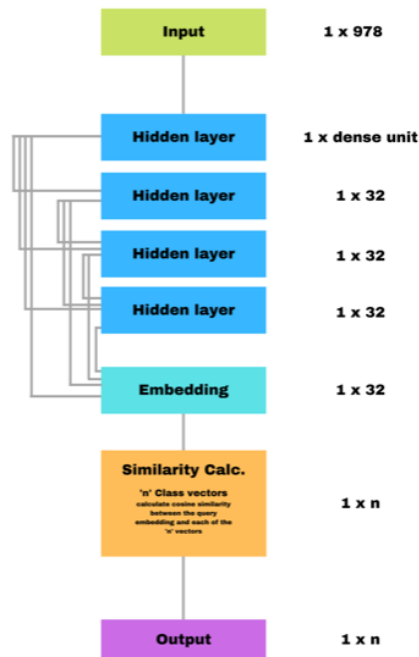 Input 1 x 978
Hidden layer 1 x dense unit
Hidden layer 1 x 32
Hidden layer 1 x 32
Hidden layer 1 x 32
Embedding 1 x 32
Similarity Calc.
'n' Class vectors
calculate cosine similarity
between the query
embedding and each of the
'n' vectors
1 x n
Output 1 x n